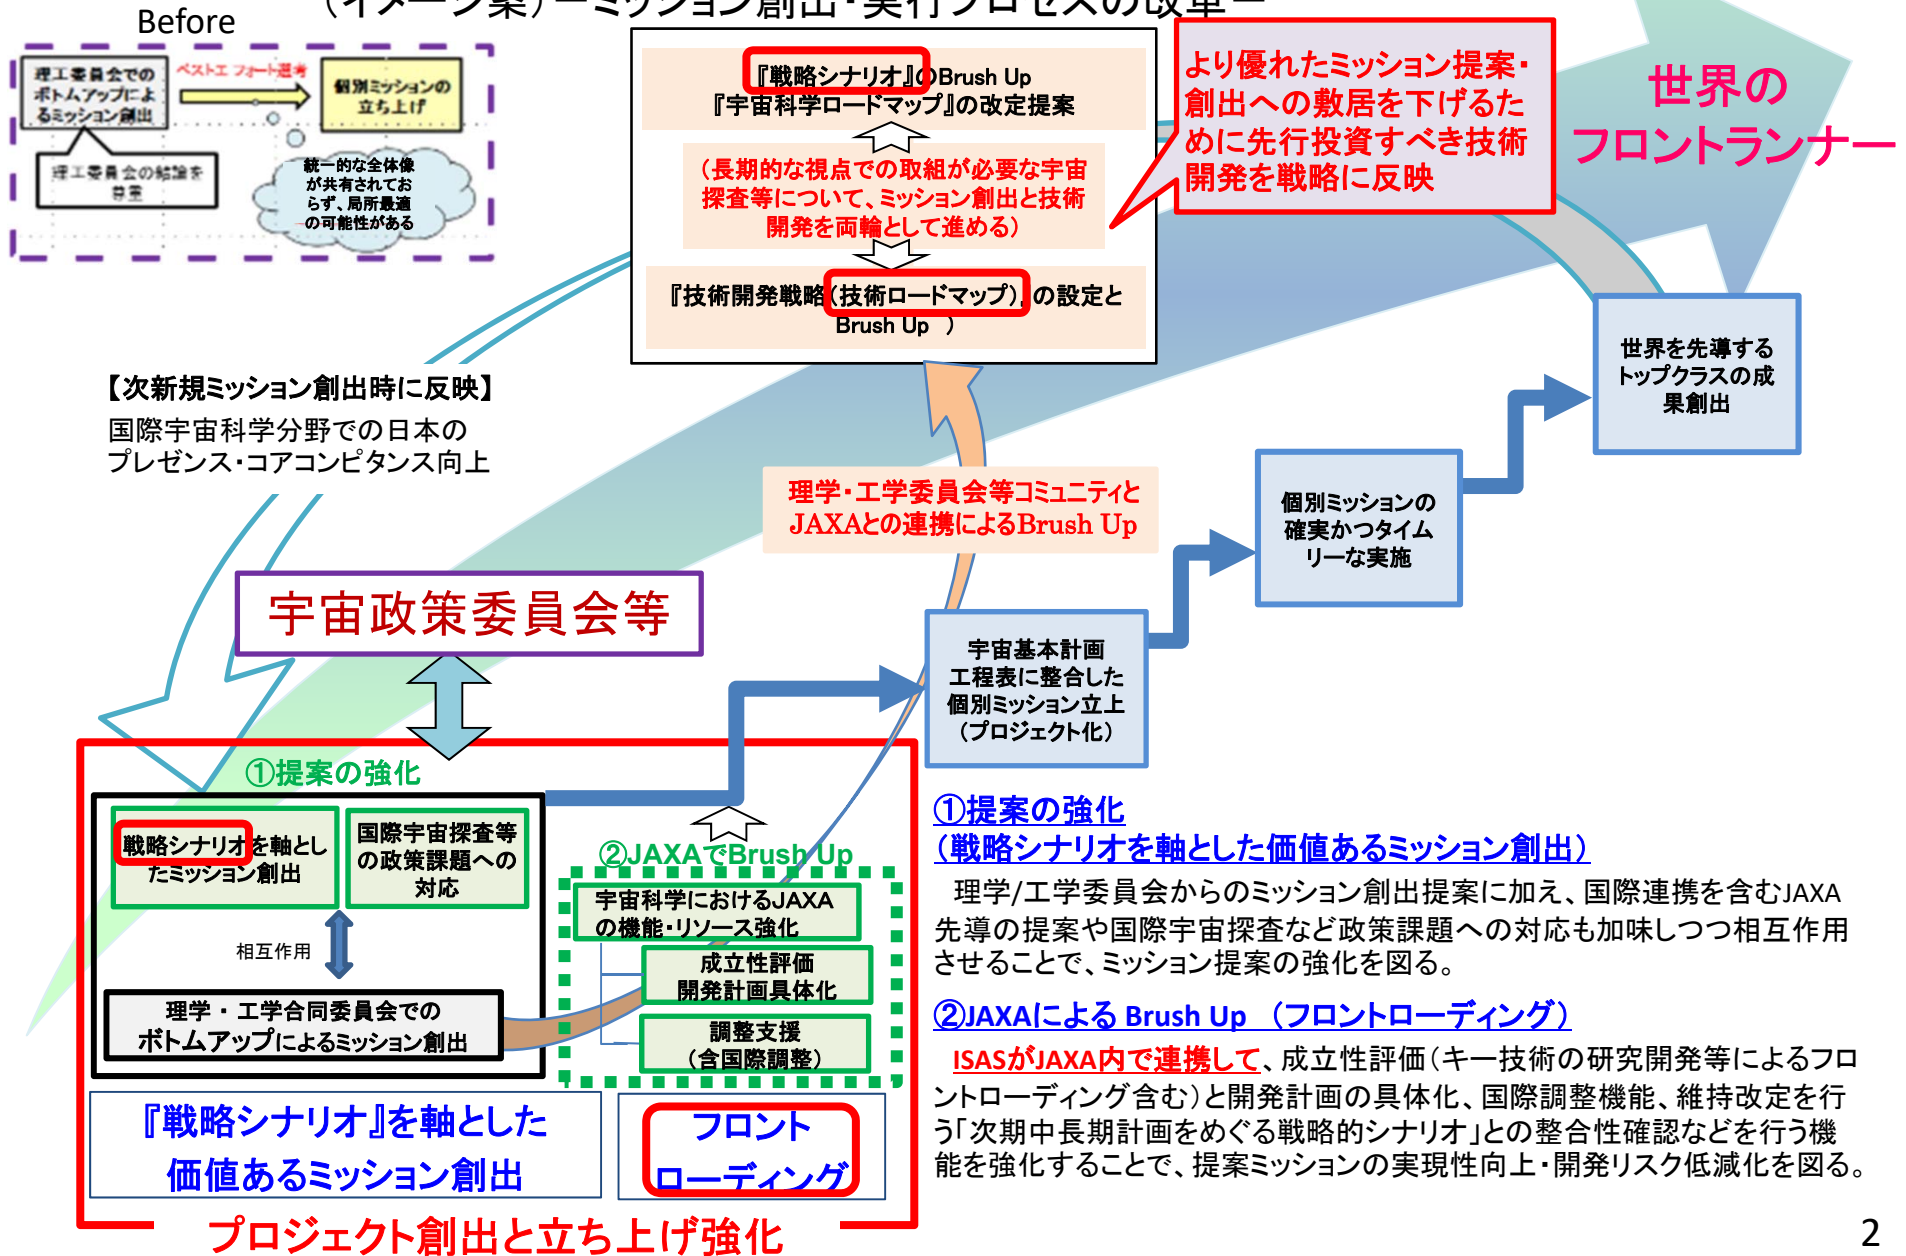 (イメージ案)－ミッション創出・実行プロセスの改革－
Before
理工委員会での
ボトムアップによ
るミッション創出
ベストエフォート選考
個別ミッションの
立ち上げ
理工委員会の結論を
尊重
統一的な全体像
が共有されてお
らず、局所最適
の可能性がある
『戦略シナリオ』のBrush Up
『宇宙科学ロードマップ』の改定提案
(長期的な視点での取組が必要な宇宙
探査等について、ミッション創出と技術
開発を両輪として進める)
『技術開発戦略(技術ロードマップ)』の設定と
Brush Up )
より優れたミッション提案・
創出への敷居を下げるた
めに先行投資すべき技術
開発を戦略に反映
世界の
フロントランナー
世界を先導する
トップクラスの成
果創出
【次新規ミッション創出時に反映】
国際宇宙科学分野での日本の
プレゼンス・コアコンピタンス向上
理学・工学委員会等コミュニティと
JAXAとの連携によるBrush Up
個別ミッションの
確実かつタイム
リーな実施
宇宙政策委員会等
宇宙基本計画
工程表に整合した
個別ミッション立上
(プロジェクト化)
①提案の強化
戦略シナリオを軸とし
たミッション創出
国際宇宙探査等
の政策課題への
対応
相互作用
理学・工学合同委員会での
ボトムアップによるミッション創出
②JAXAでBrush Up
宇宙科学におけるJAXA
の機能・リソース強化
成立性評価
開発計画具体化
調整支援
(含国際調整)
『戦略シナリオ』を軸とした
価値あるミッション創出
フロント
ローディング
プロジェクト創出と立ち上げ強化
①提案の強化
(戦略シナリオを軸とした価値あるミッション創出)
理学/工学委員会からのミッション創出提案に加え、国際連携を含むJAXA
先導の提案や国際宇宙探査など政策課題への対応も加味しつつ相互作用
させることで、ミッション提案の強化を図る。
②JAXAによる Brush Up (フロントローディング)
ISASがJAXA内で連携して、成立性評価(キー技術の研究開発等によるフロ
ントローディング含む)と開発計画の具体化、国際調整機能、維持改定を行
う「次期中長期計画をめぐる戦略的シナリオ」との整合性確認などを行う機
能を強化することで、提案ミッションの実現性向上・開発リスク低減化を図る。
2